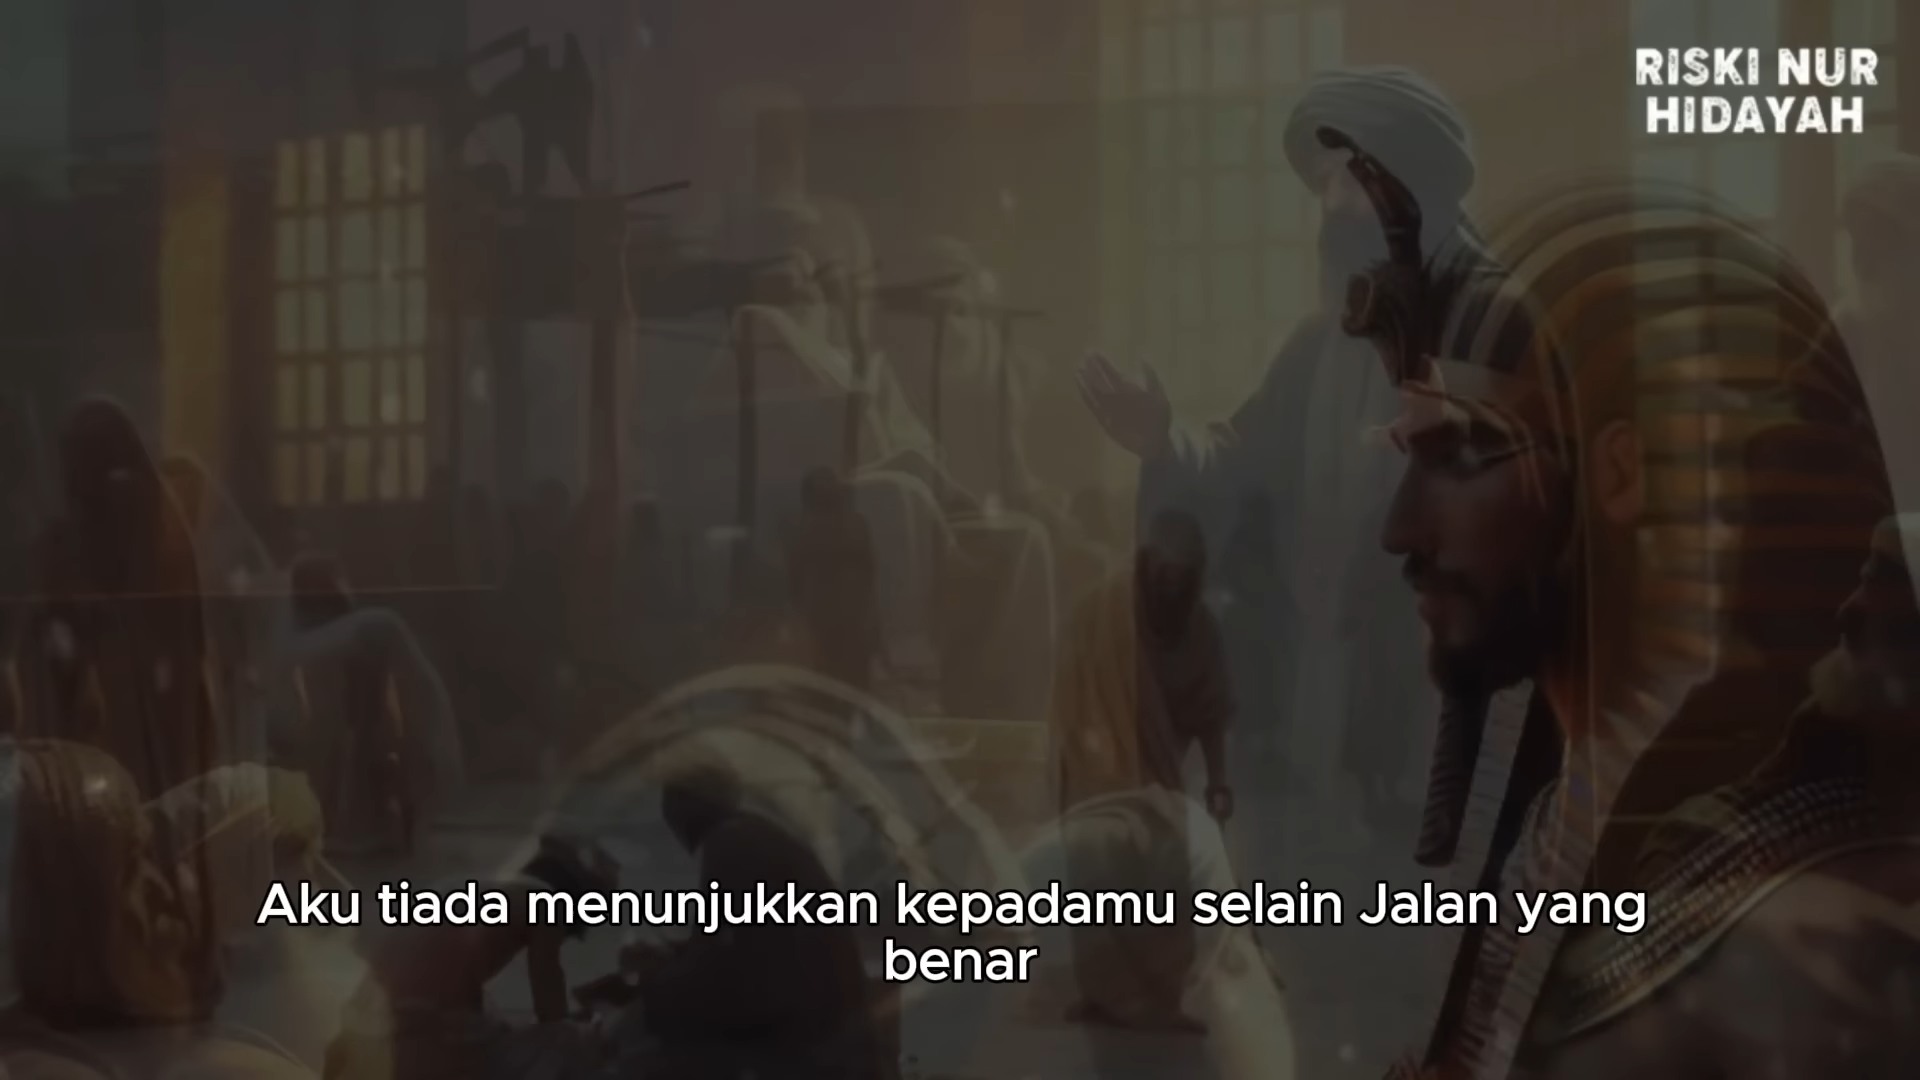 RISKI NUR
HIDAYAH
Aku tiada menunjukkan kepadamu selain Jalan yang
benar